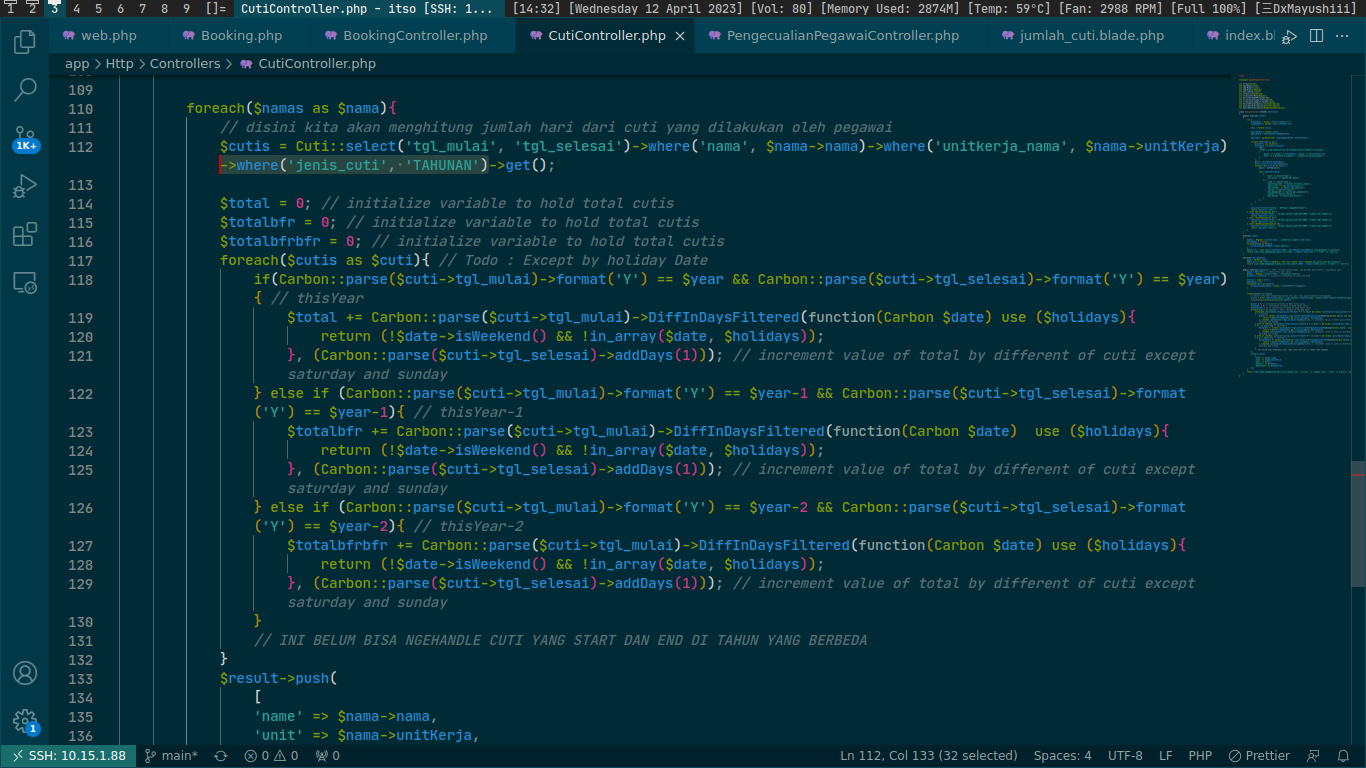 1 2 3 4 5 6 7 8 9 []= CutiController.php - itso [SSH: 1... [14:32] [Wednesday 12 April 2023] [Vol: 80] [Memory Used: 2874M] [Temp: 59°C] [Fan: 2988 RPM] [Full 100%] [三DxMayushiii]
web.php Booking.php BookingController.php CutiController.php × PengecualianPegawaiController.php jumlah_cuti.blade.php index.bl ...
app > Http > Controllers > CutiController.php
109
110 foreach($namas as $nama){
111 // disini kita akan menghitung jumlah hari dari cuti yang dilakukan oleh pegawai
112 $cutis = Cuti::select('tgl_mulai', 'tgl_selesai')->where('nama', $nama->nama)->where('unitkerja_nama', $nama->unitKerja)
->where('jenis_cuti',·'TAHUNAN')->get();
113
114 $total = 0; // initialize variable to hold total cutis
115 $totalbfr = 0; // initialize variable to hold total cutis
116 $totalbfrbfr = 0; // initialize variable to hold total cutis
117 foreach($cutis as $cuti){ // Todo : Except by holiday Date
118 if(Carbon::parse($cuti->tgl_mulai)->format('Y') == $year && Carbon::parse($cuti->tgl_selesai)->format('Y') == $year)
{ // thisYear
119 $total += Carbon::parse($cuti->tgl_mulai)->DiffInDaysFiltered(function(Carbon $date) use ($holidays){
120 return (!$date->isWeekend() && !in_array($date, $holidays));
121 }, (Carbon::parse($cuti->tgl_selesai)->addDays(1))); // increment value of total by different of cuti except
saturday and sunday
122 } else if (Carbon::parse($cuti->tgl_mulai)->format('Y') == $year-1 && Carbon::parse($cuti->tgl_selesai)->format
('Y') == $year-1){ // thisYear-1
123 $totalbfr += Carbon::parse($cuti->tgl_mulai)->DiffInDaysFiltered(function(Carbon $date)  use ($holidays){
124 return (!$date->isWeekend() && !in_array($date, $holidays));
125 }, (Carbon::parse($cuti->tgl_selesai)->addDays(1))); // increment value of total by different of cuti except
saturday and sunday
126 } else if (Carbon::parse($cuti->tgl_mulai)->format('Y') == $year-2 && Carbon::parse($cuti->tgl_selesai)->format
('Y') == $year-2){ // thisYear-2
127 $totalbfrbfr += Carbon::parse($cuti->tgl_mulai)->DiffInDaysFiltered(function(Carbon $date) use ($holidays){
128 return (!$date->isWeekend() && !in_array($date, $holidays));
129 }, (Carbon::parse($cuti->tgl_selesai)->addDays(1))); // increment value of total by different of cuti except
saturday and sunday
130 }
131 // INI BELUM BISA NGEHANDLE CUTI YANG START DAN END DI TAHUN YANG BERBEDA
132 }
133 $result->push(
134 [
135 'name' => $nama->nama,
136 'unit' => $nama->unitKerja,
1K+
1
SSH: 10.15.1.88 main* 0 0 0 Ln 112, Col 133 (32 selected) Spaces: 4 UTF-8 LF PHP Prettier